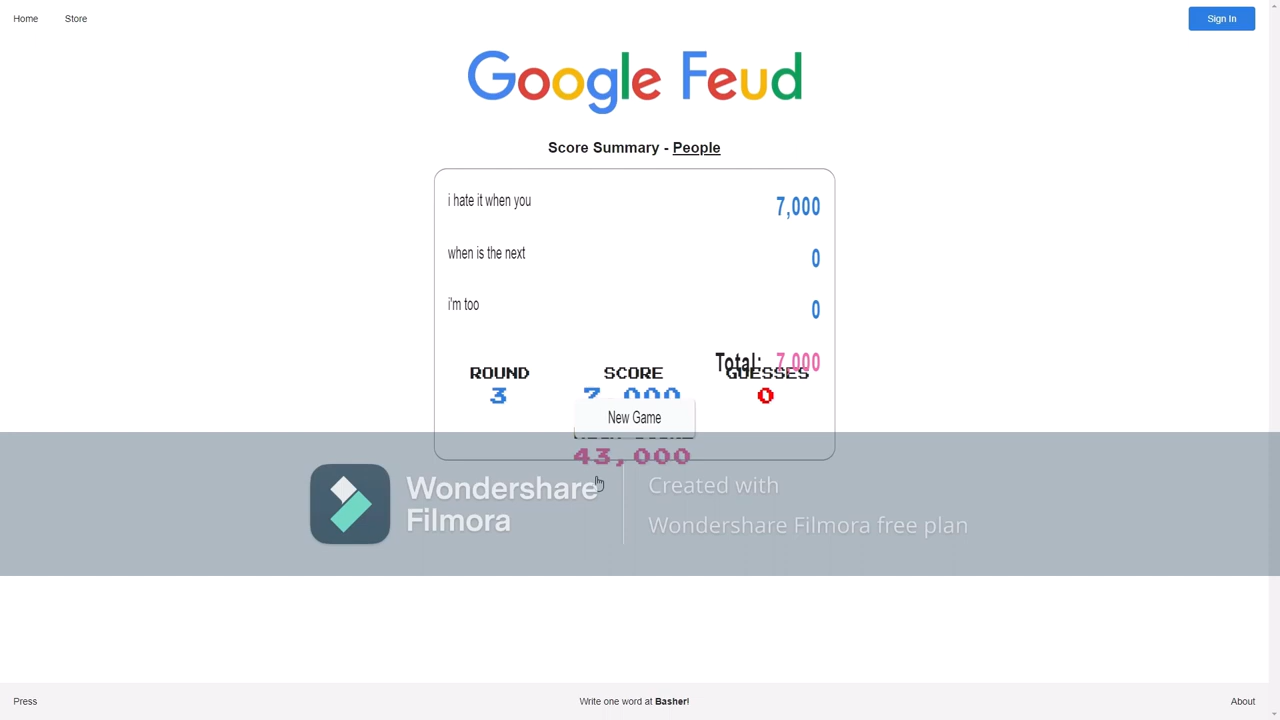 Home Store Sign In
Google Feud
Score Summary - People
i hate it when you 7,000
when is the next 0
i'm too 0
Total: 7,000
ROUND SCORE GUESSES
3 7,000 0
New Game
43,000
Wondershare Created with
Filmora Wondershare Filmora free plan
Press Write one word at Basher! About